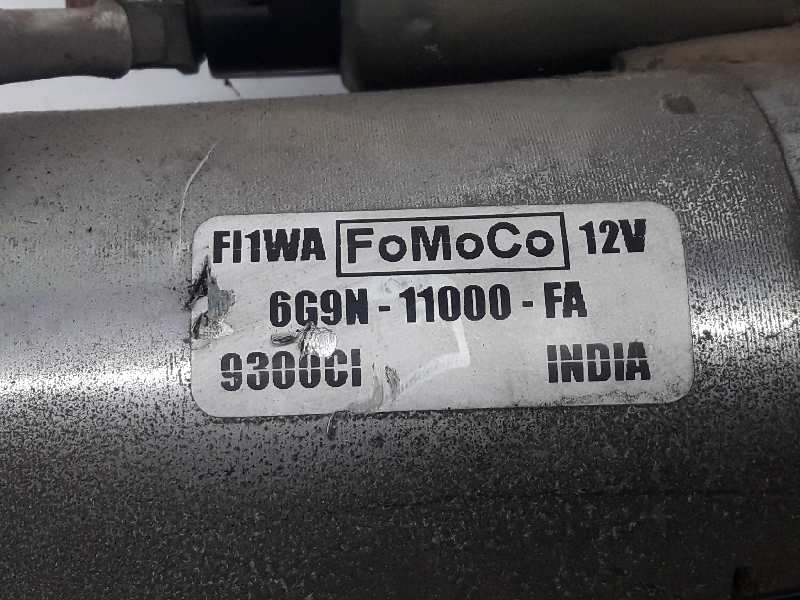 FI1WA FoMoCo 12V
6G9N - 11000 - FA
9300CI INDIA